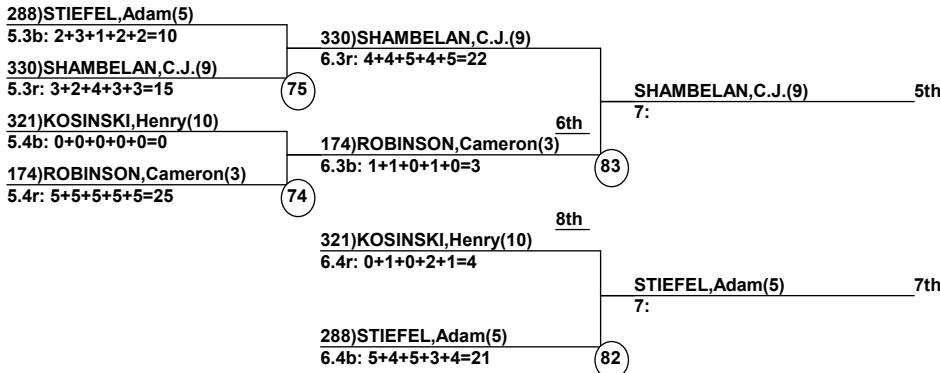 288)STIEFEL,Adam(5)
5.3b: 2+3+1+2+2=10
330)SHAMBELAN,C.J.(9)
5.3r: 3+2+4+3+3=15
75
321)KOSINSKI,Henry(10)
5.4b: 0+0+0+0+0=0
174)ROBINSON,Cameron(3)
5.4r: 5+5+5+5+5=25
74
330)SHAMBELAN,C.J.(9)
6.3r: 4+4+5+4+5=22
6th
174)ROBINSON,Cameron(3)
6.3b: 1+1+0+1+0=3
83
SHAMBELAN,C.J.(9) 5th
7:
8th
321)KOSINSKI,Henry(10)
6.4r: 0+1+0+2+1=4
288)STIEFEL,Adam(5)
6.4b: 5+4+5+3+4=21
82
STIEFEL,Adam(5) 7th
7: